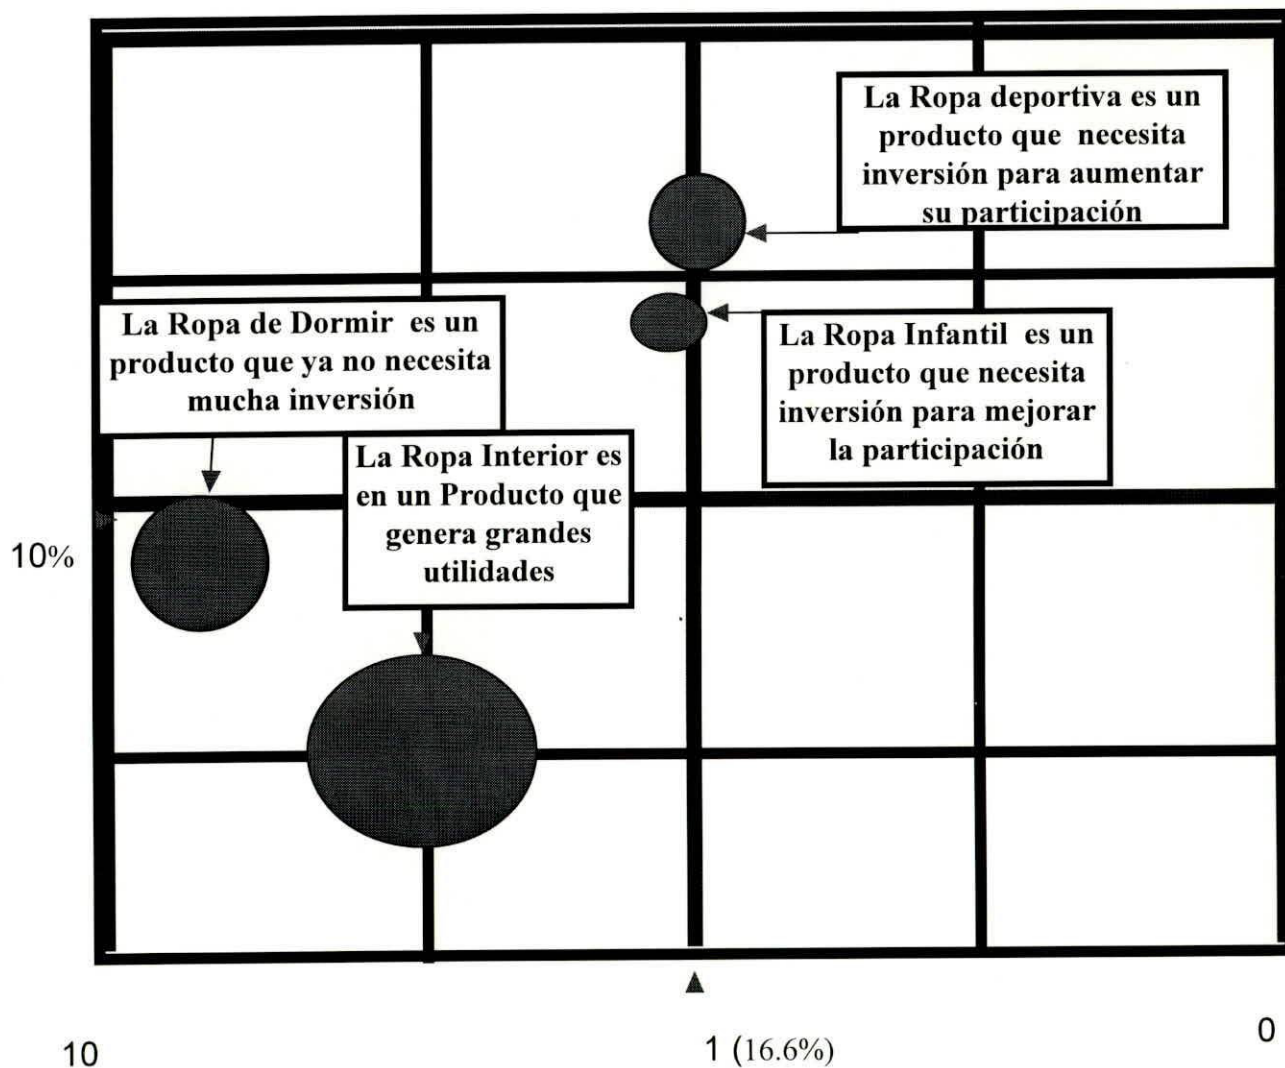 La Ropa deportiva es un
producto que necesita
inversión para aumentar
su participación
La Ropa de Dormir es un
producto que ya no necesita
mucha inversión
La Ropa Infantil es un
producto que necesita
inversión para mejorar
la participación
La Ropa Interior es
en un Producto que
genera grandes
utilidades
10%
10
1 (16.6%)
0